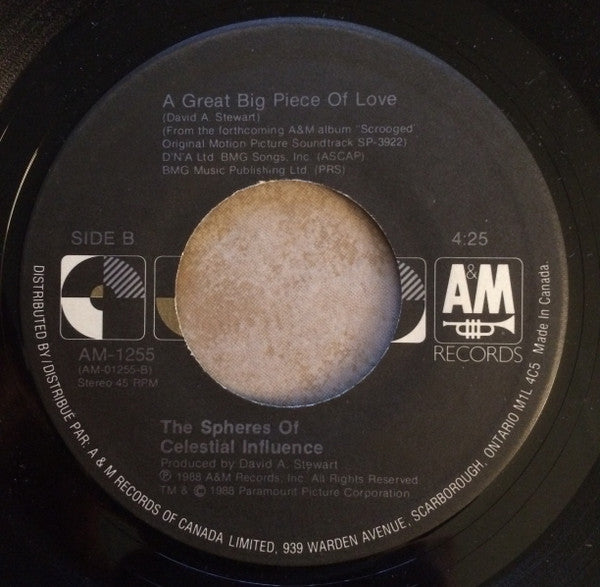 A Great Big Piece Of Love
(David A. Stewart)
(From the forthcoming A&M album "Scrooged"
Original Motion Picture Soundtrack SP-3922)
D'N'A Ltd. BMG Songs, Inc. (ASCAP)
BMG Music Publishing Ltd. (PRS)
SIDE B
4:25
A&M
RECORDS
AM-1255
(AM-01255-B)
Stereo 45 RPM
The Spheres Of
Celestial Influence
Produced by David A. Stewart
℗ 1988 A&M Records, Inc. All Rights Reserved
TM & © 1988 Paramount Picture Corporation
DISTRIBUTED BY/DISTRIBUE PAR: A & M RECORDS OF CANADA LIMITED, 939 WARDEN AVENUE, SCARBOROUGH, ONTARIO M1L 4C5 Made In Canada.